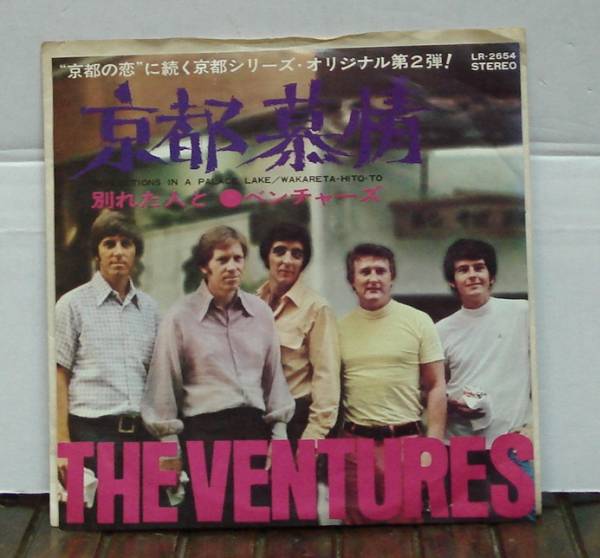 "京都の恋"に続く京都シリーズ・オリジナル第2弾!
LR-2654
STEREO
京都慕情
IN A PALACE LAKE/WAKARETA-HITO-TO
別れた人と ●ベンチャーズ
THE VENTURES